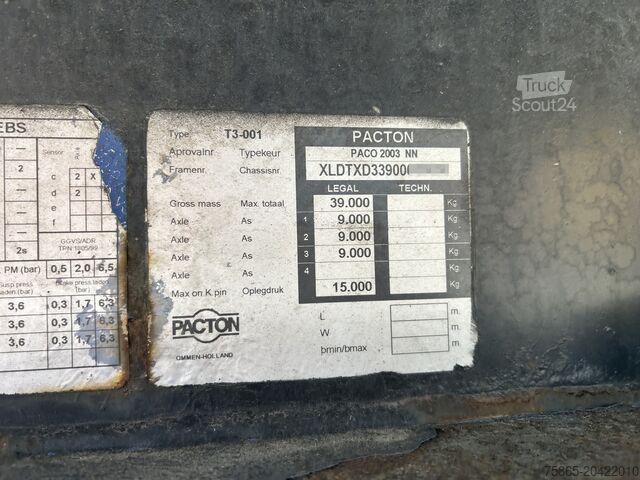 Truck
Scout24
EBS
Sensor
2
c 2 X
d 2
e
f
2s
GGVS/ADR
TPN:1805/99
PM (bar) 0,5 2,0 6,5
3,6 0,3 1,7 6,3
3,6 0,3 1,7 6,3
3,6 0,3 1,7 6,3
Type T3-001 PACTON
Aprovalnr Typekeur PACO 2003 NN
Framenr. Chassisnr. XLDTXD339000
LEGAL TECHN.
Gross mass Max. totaal 39.000 Kg
Axle As 1 9.000 Kg
Axle As 2 9.000 Kg
Axle As 3 9.000 Kg
Axle As 4 Kg
Max on K pin Oplegdruk 15.000 Kg
PACTON
OMMEN-HOLLAND
L m.
W m.
bmin/bmax m.
75865-20422010